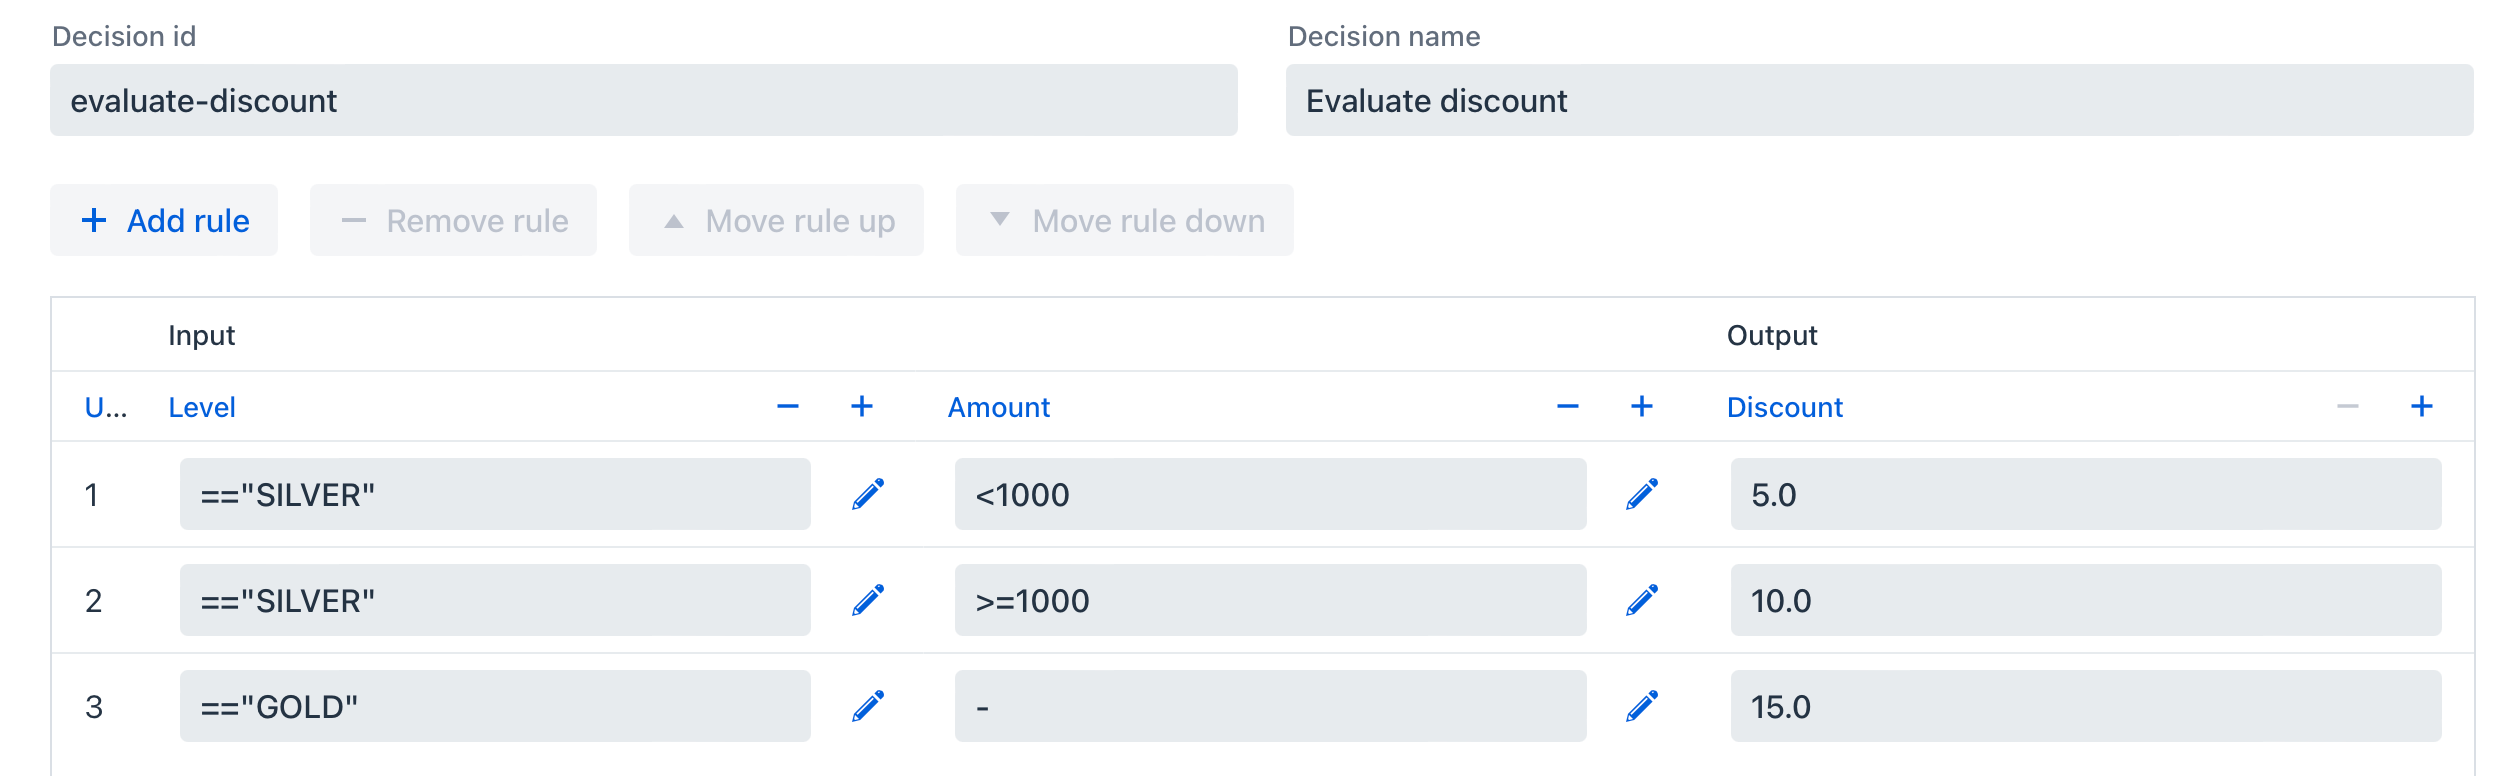 Decision id Decision name
evaluate-discount Evaluate discount
Add rule Remove rule Move rule up Move rule down
Input Output
U... Level Amount Discount
1 =="SILVER" <1000 5.0
2 =="SILVER" >=1000 10.0
3 =="GOLD" - 15.0